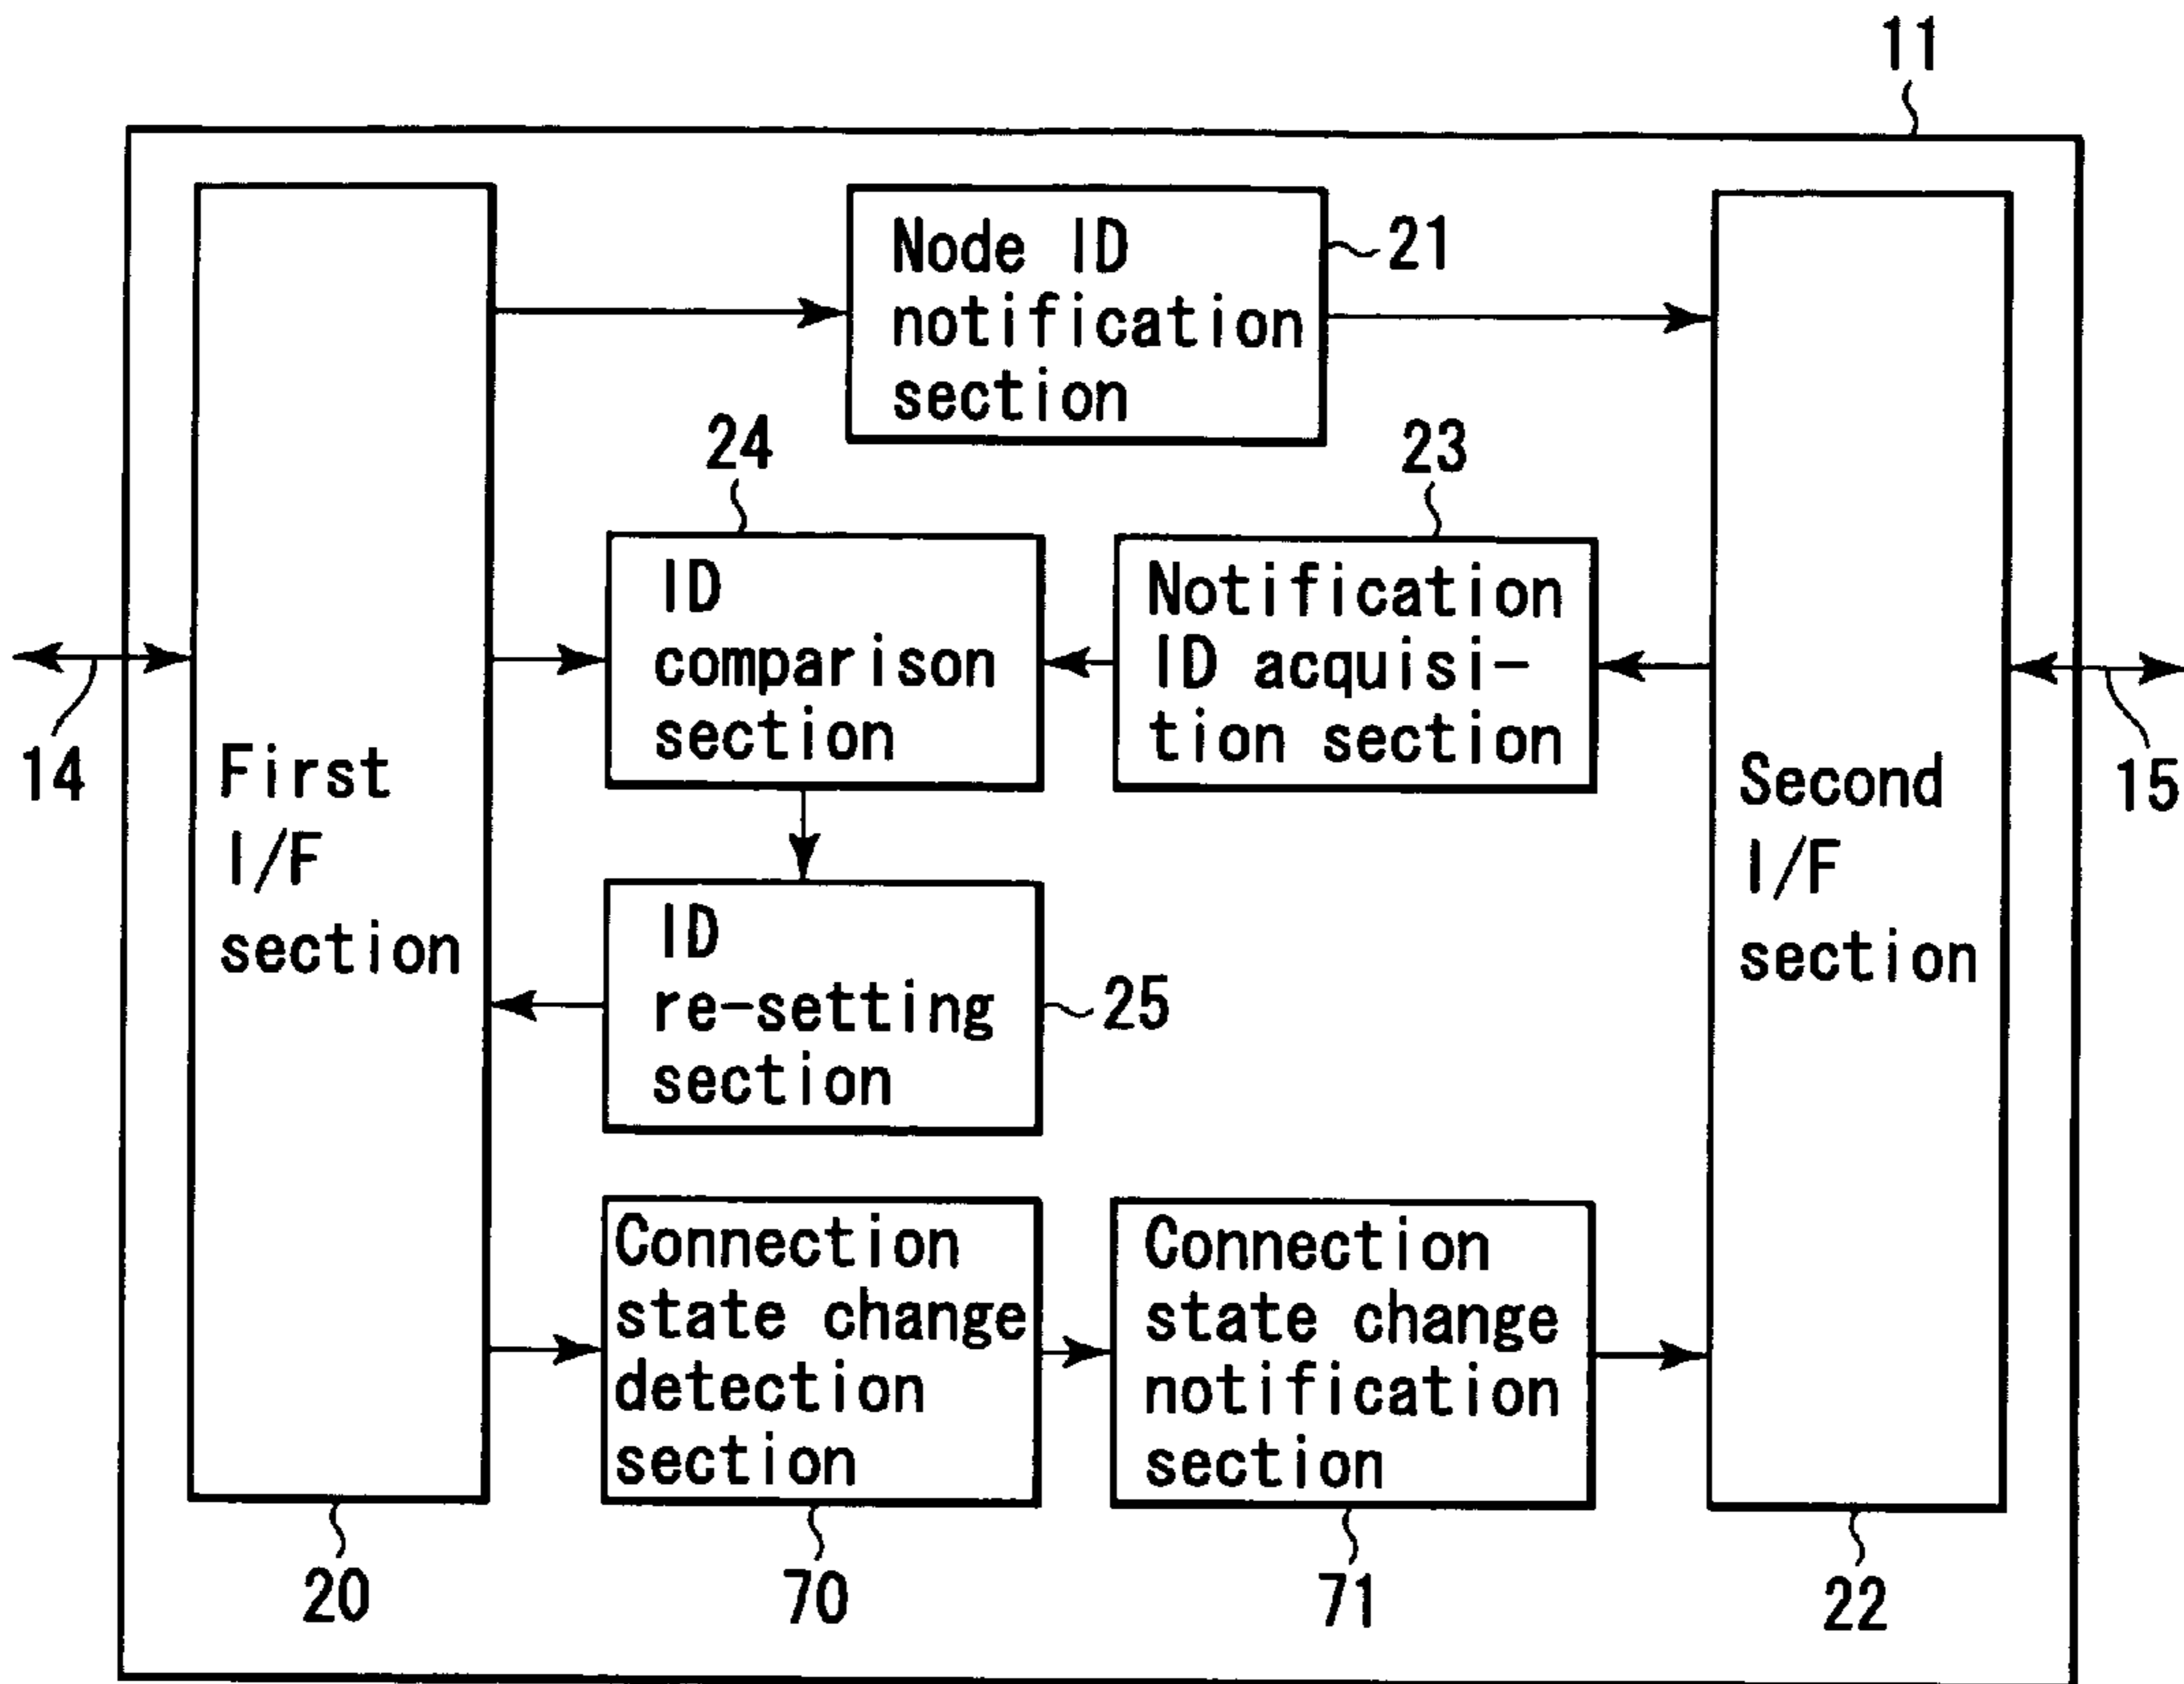 11
Node ID
notification
section
21
24
23
ID
comparison
section
Notification
ID acquisi-
tion section
14
First
I/F
section
Second
I/F
section
15
ID
re-setting
section
25
Connection
state change
detection
section
Connection
state change
notification
section
20
70
71
22